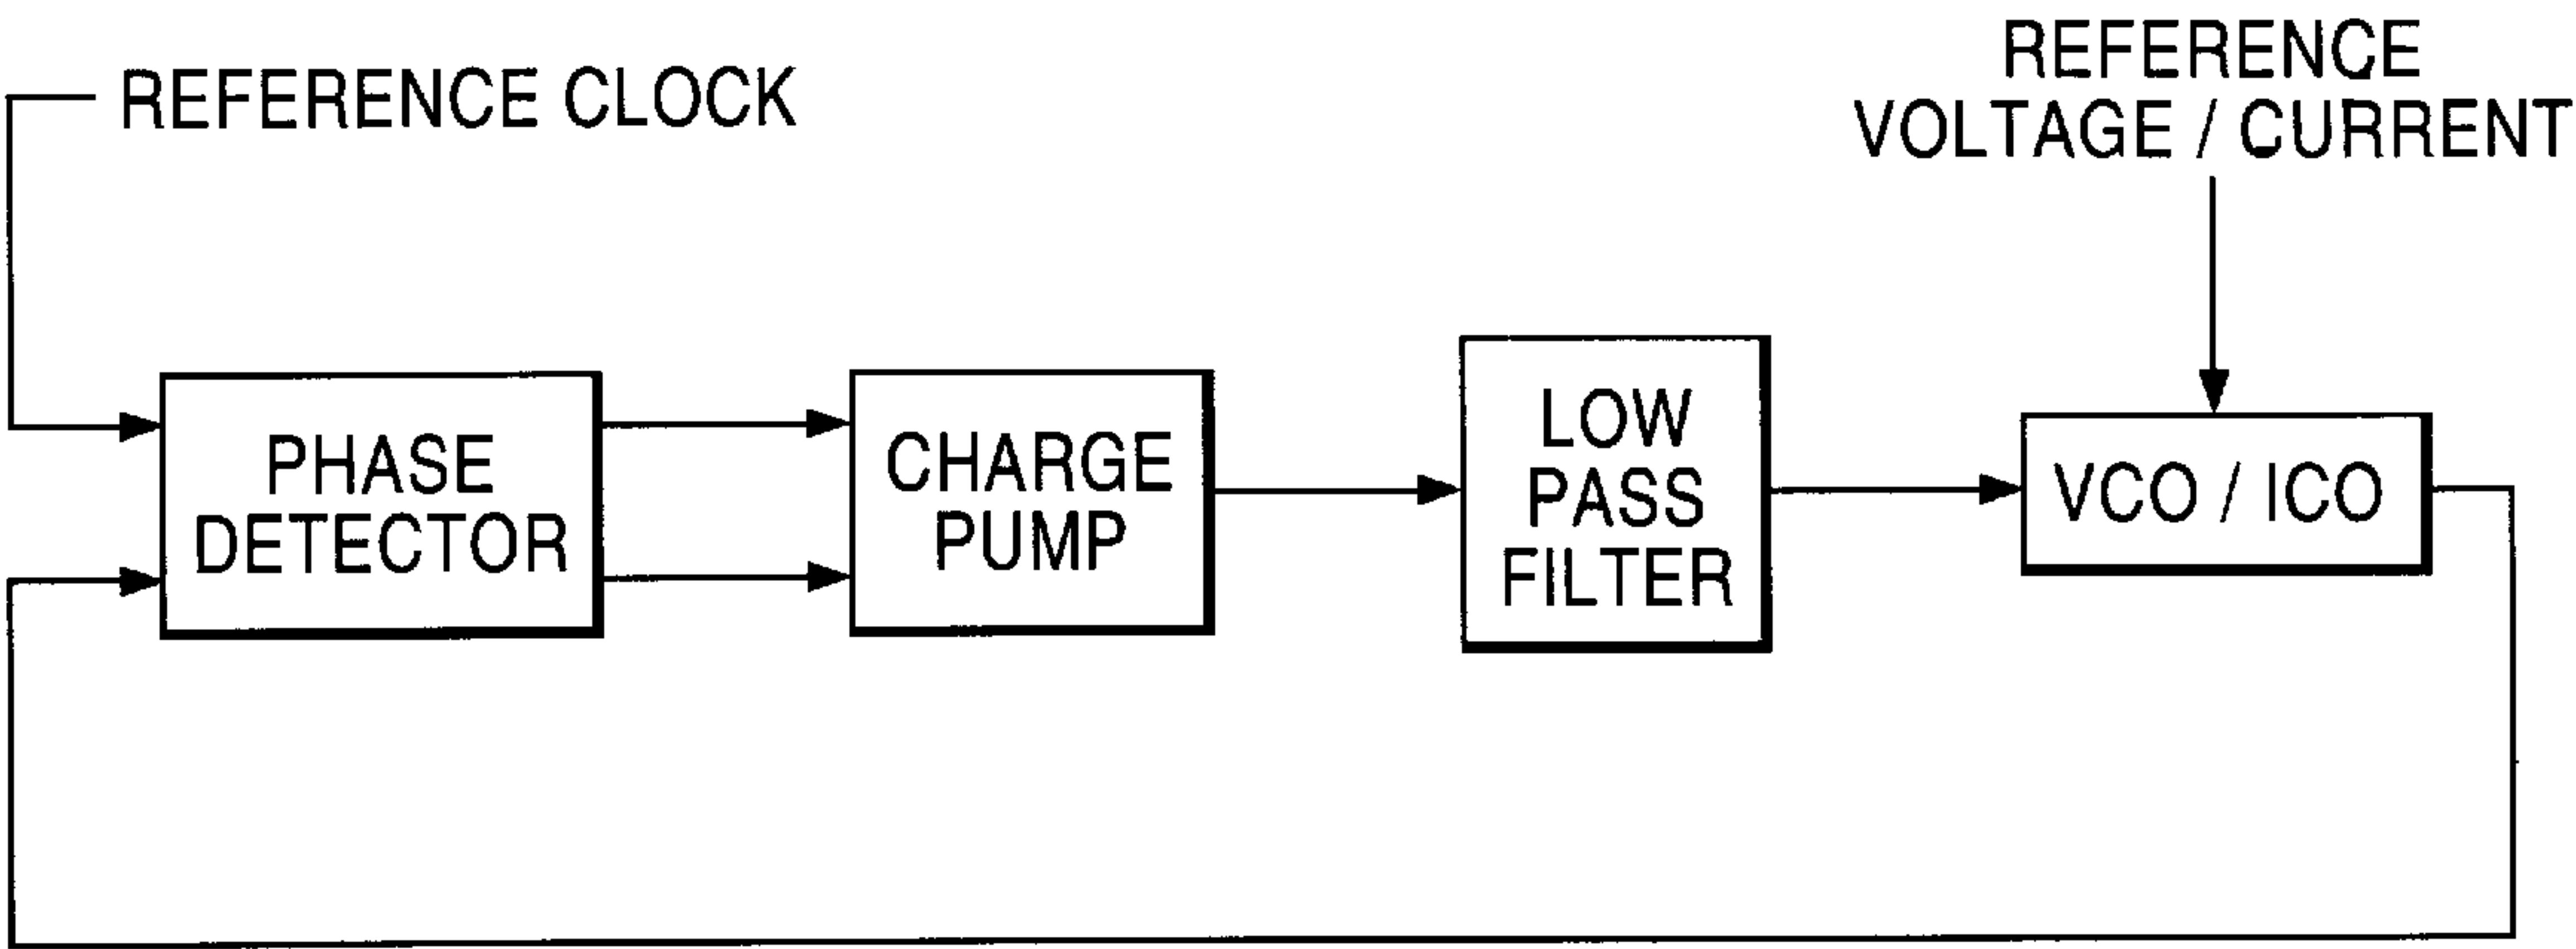 REFERENCE CLOCK
REFERENCE
VOLTAGE / CURRENT
PHASE
DETECTOR
CHARGE
PUMP
LOW
PASS
FILTER
VCO / ICO